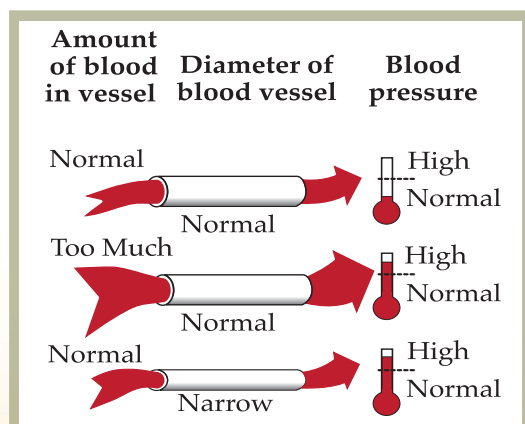 Amount
of blood
in vessel
Diameter of
blood vessel
Blood
pressure
Normal
Normal
High
Normal
Too Much
Normal
High
Normal
Normal
Narrow
High
Normal